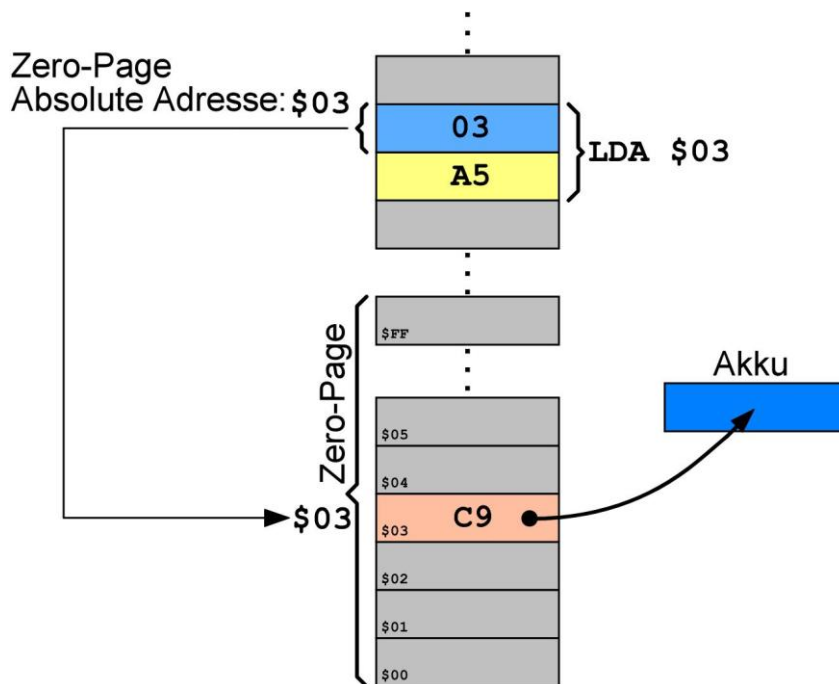 Zero-Page
Absolute Adresse: $03
03
A5
LDA $03
Zero-Page
$FF
Akku
$05
$04
$03
$03
C9
$02
$01
$00